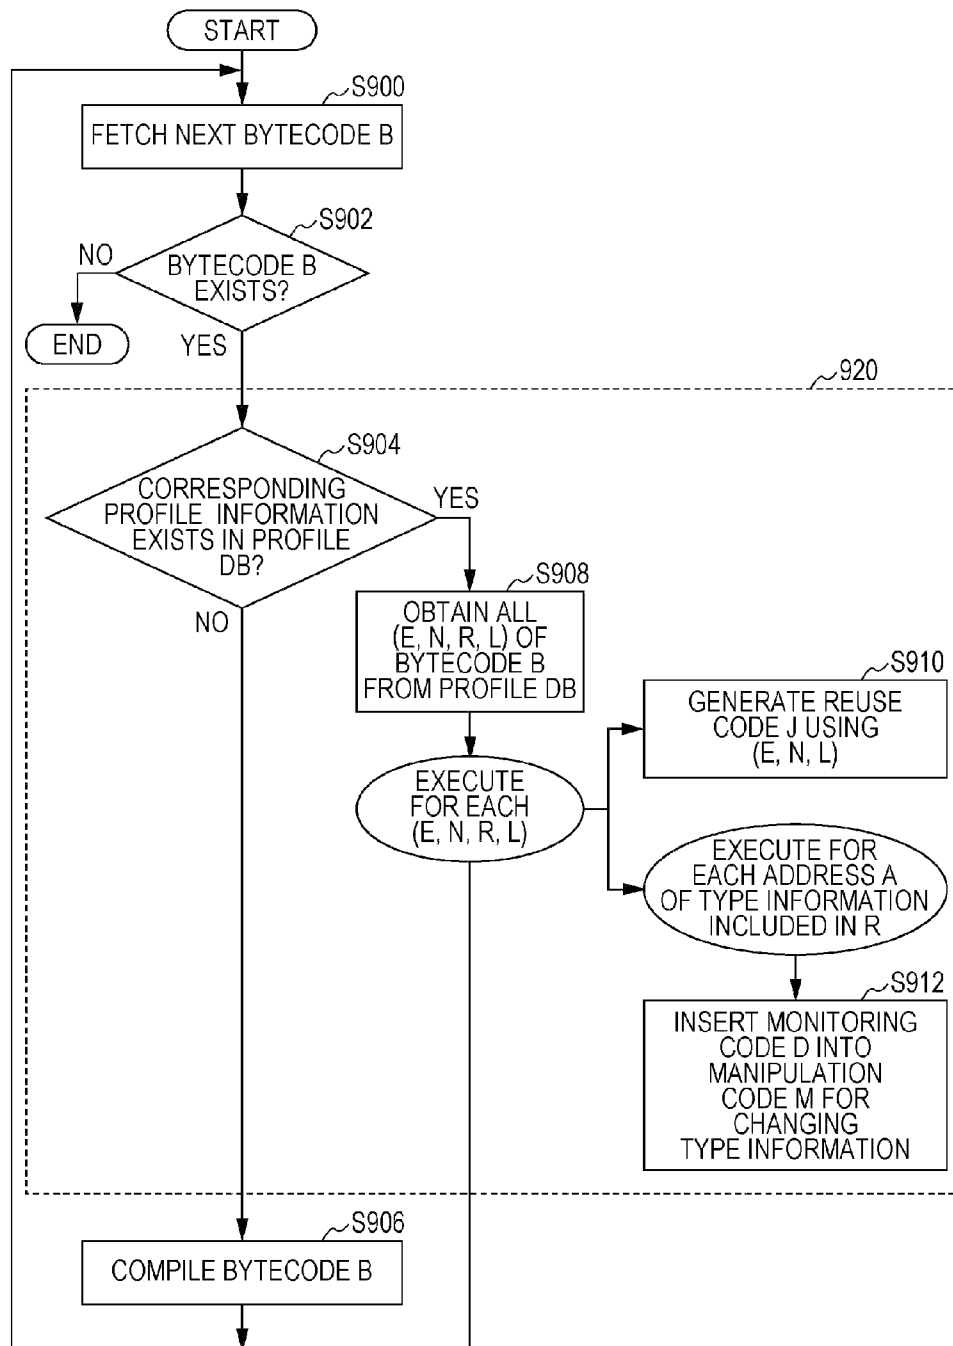 START
S900
FETCH NEXT BYTECODE B
S902
NO
BYTECODE B
EXISTS?
END
YES
920
S904
CORRESPONDING
PROFILE INFORMATION
EXISTS IN PROFILE
DB?
YES
NO
S908
OBTAIN ALL
(E, N, R, L) OF
BYTECODE B
FROM PROFILE DB
S910
GENERATE REUSE
CODE J USING
(E, N, L)
EXECUTE
FOR EACH
(E, N, R, L)
EXECUTE FOR
EACH ADDRESS A
OF TYPE INFORMATION
INCLUDED IN R
S912
INSERT MONITORING
CODE D INTO
MANIPULATION
CODE M FOR
CHANGING
TYPE INFORMATION
S906
COMPILE BYTECODE B